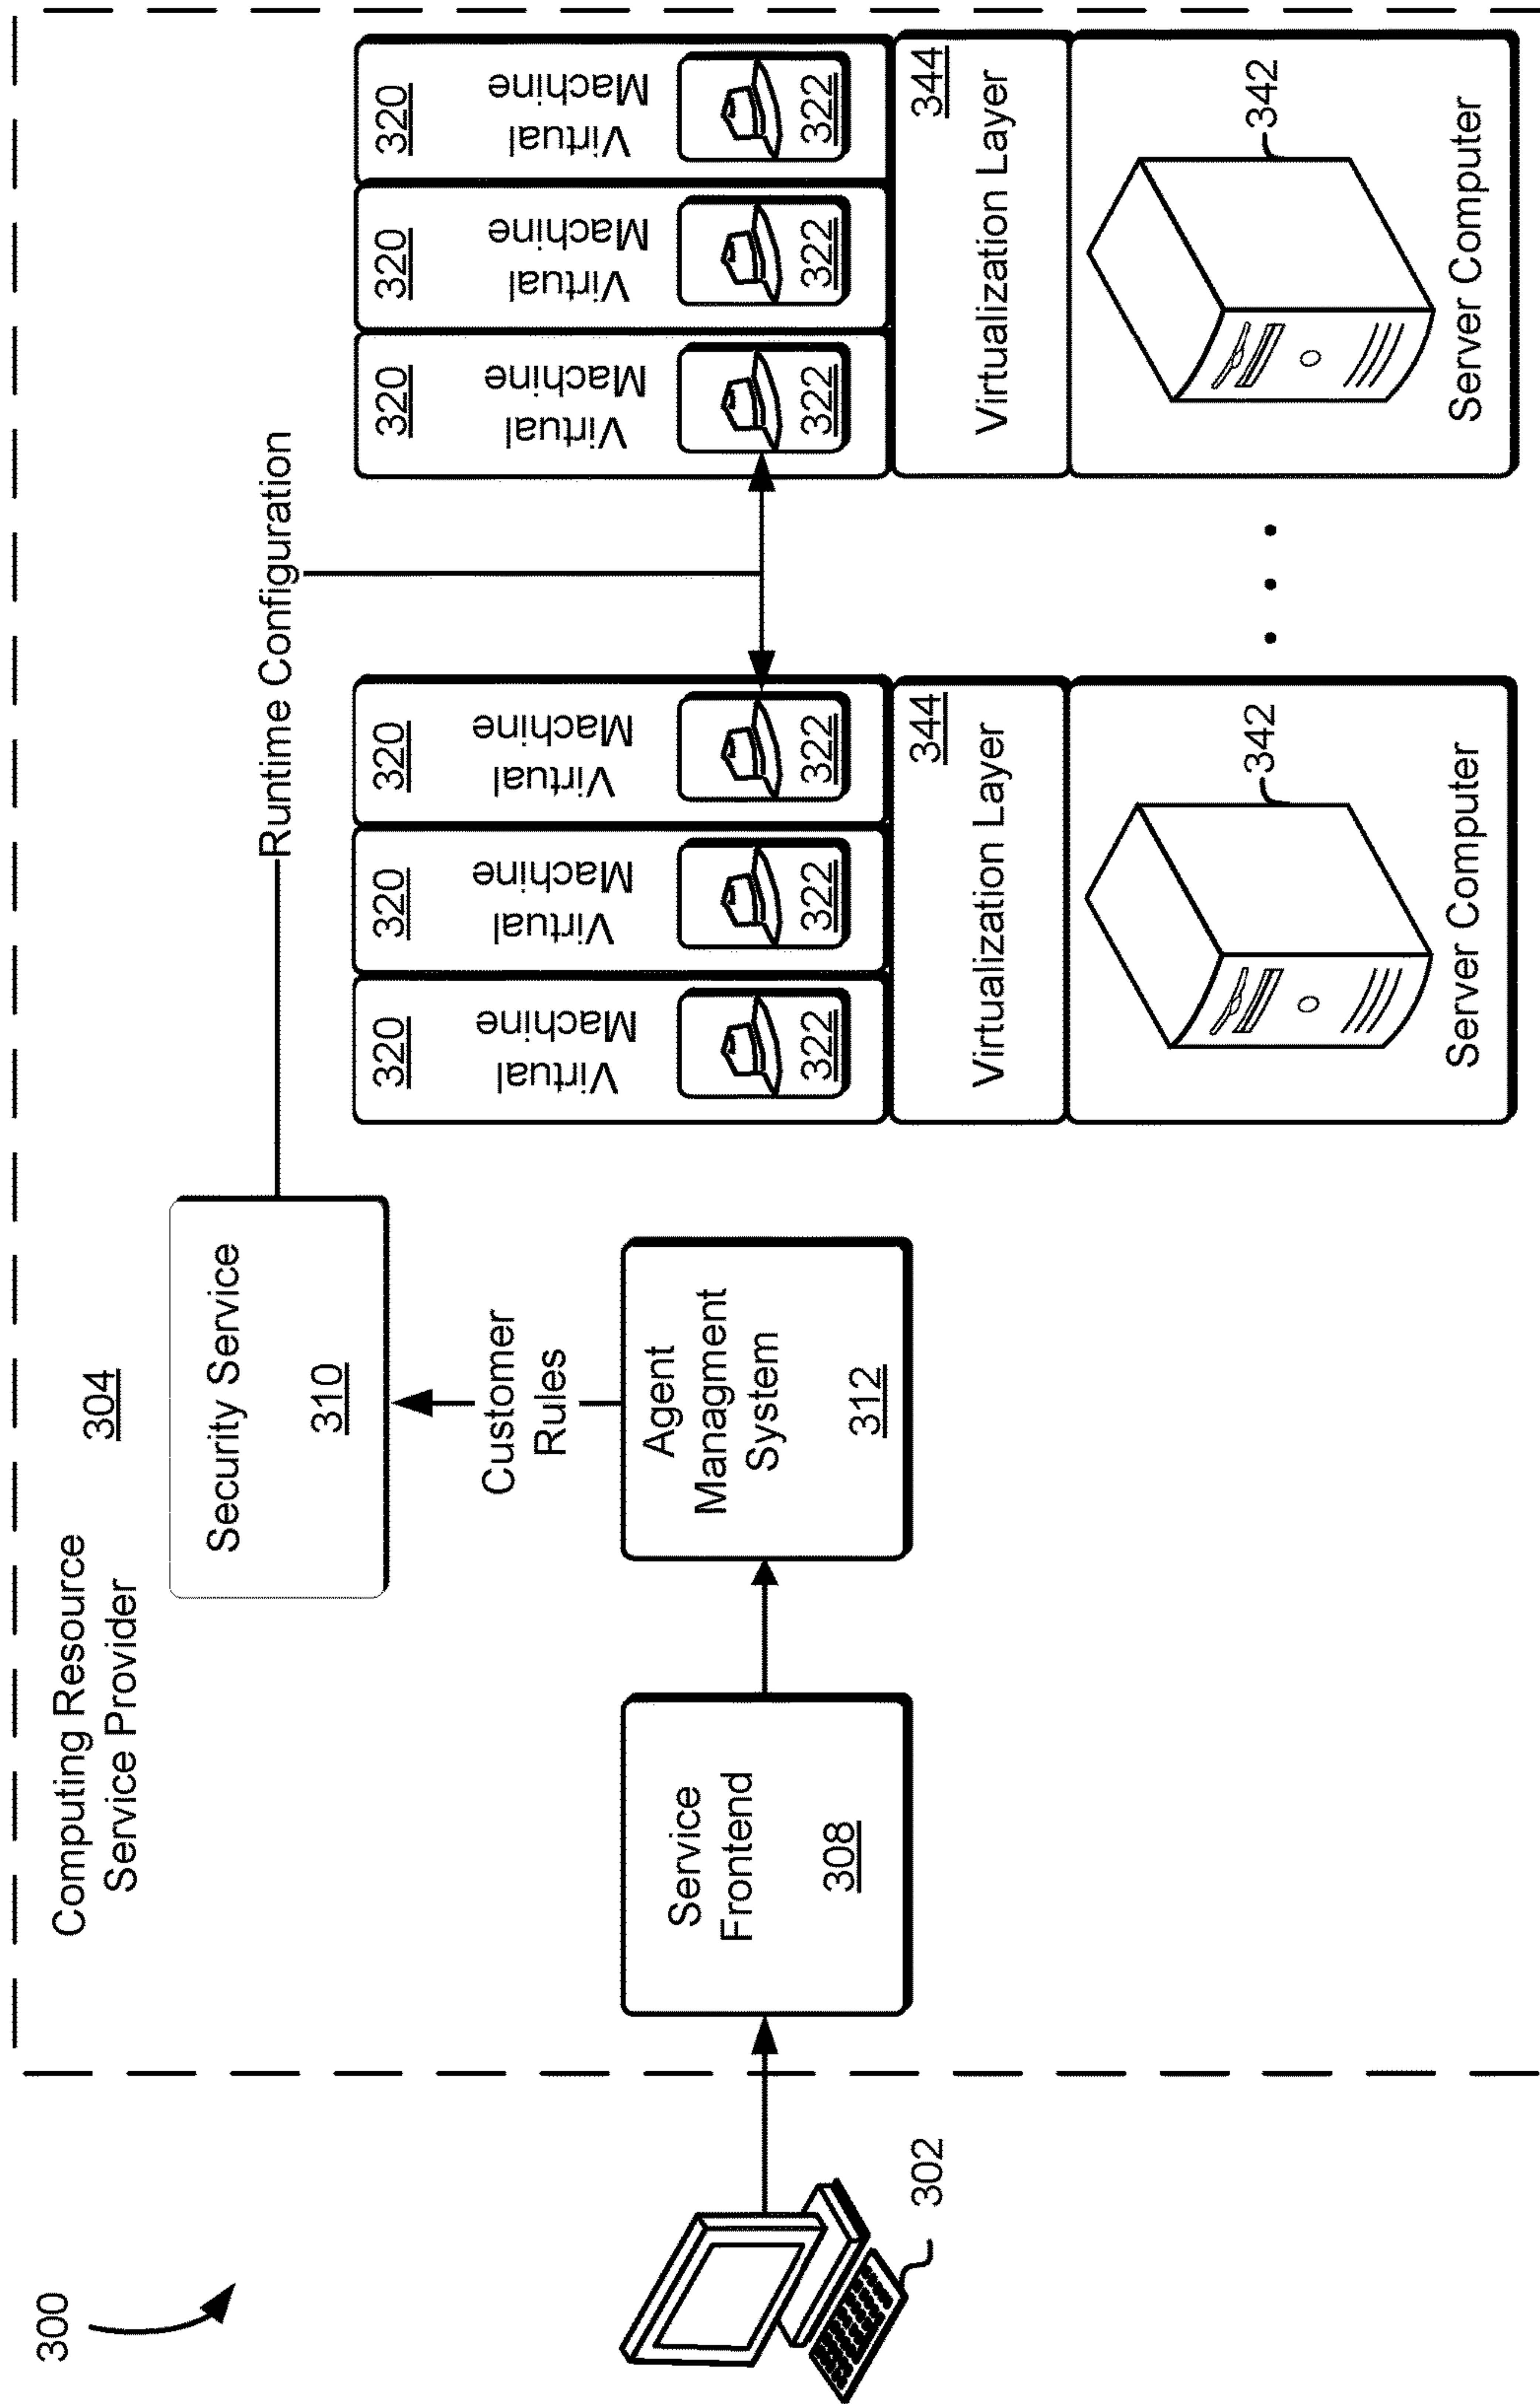 300
302
Computing Resource
Service Provider
304
Service
Frontend
308
Security Service
310
Customer
Rules
Agent
Managment
System
312
Runtime Configuration
320
Virtual
Machine
322
320
Virtual
Machine
322
320
Virtual
Machine
322
344
Virtualization Layer
342
Server Computer
320
Virtual
Machine
322
320
Virtual
Machine
322
320
Virtual
Machine
322
344
Virtualization Layer
342
Server Computer